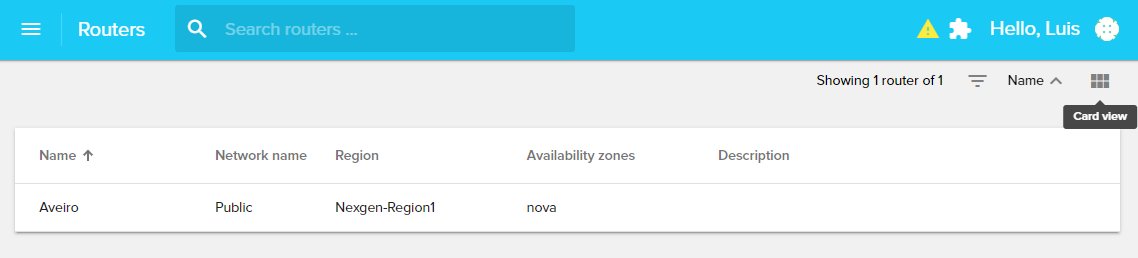 Routers
Search routers ...
Hello, Luis
Showing 1 router of 1
Name
Card view
Name Network name Region Availability zones Description
Aveiro Public Nexgen-Region1 nova